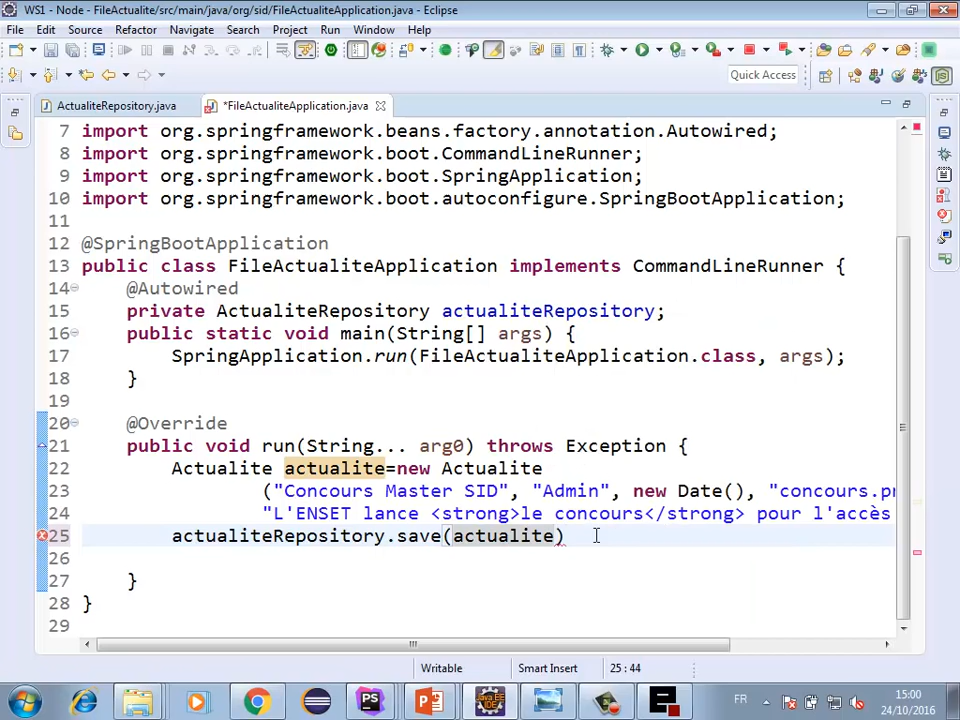 WS1 - Node - FileActualite/src/main/java/org/sid/FileActualiteApplication.java - Eclipse
File Edit Source Refactor Navigate Search Project Run Window Help
Quick Access
ActualiteRepository.java *FileActualiteApplication.java
7 import org.springframework.beans.factory.annotation.Autowired;
8 import org.springframework.boot.CommandLineRunner;
9 import org.springframework.boot.SpringApplication;
10 import org.springframework.boot.autoconfigure.SpringBootApplication;
11
12 @SpringBootApplication
13 public class FileActualiteApplication implements CommandLineRunner {
14 @Autowired
15 private ActualiteRepository actualiteRepository;
16 public static void main(String[] args) {
17 SpringApplication.run(FileActualiteApplication.class, args);
18 }
19
20 @Override
21 public void run(String... arg0) throws Exception {
22 Actualite actualite=new Actualite
23 ("Concours Master SID", "Admin", new Date(), "concours.pr
24 "L'ENSET lance <strong>le concours</strong> pour l'accès
25 actualiteRepository.save(actualite)
26
27 }
28 }
29
Writable Smart Insert 25 : 44
FR 15:00
24/10/2016